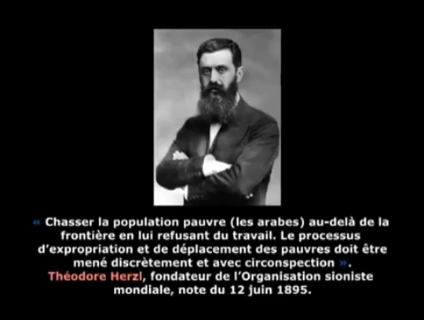 « Chasser la population pauvre (les arabes) au-delà de la
frontière en lui refusant du travail. Le processus
d'expropriation et de déplacement des pauvres doit être
mené discrètement et avec circonspection ».
Théodore Herzl, fondateur de l'Organisation sioniste
mondiale, note du 12 juin 1895.